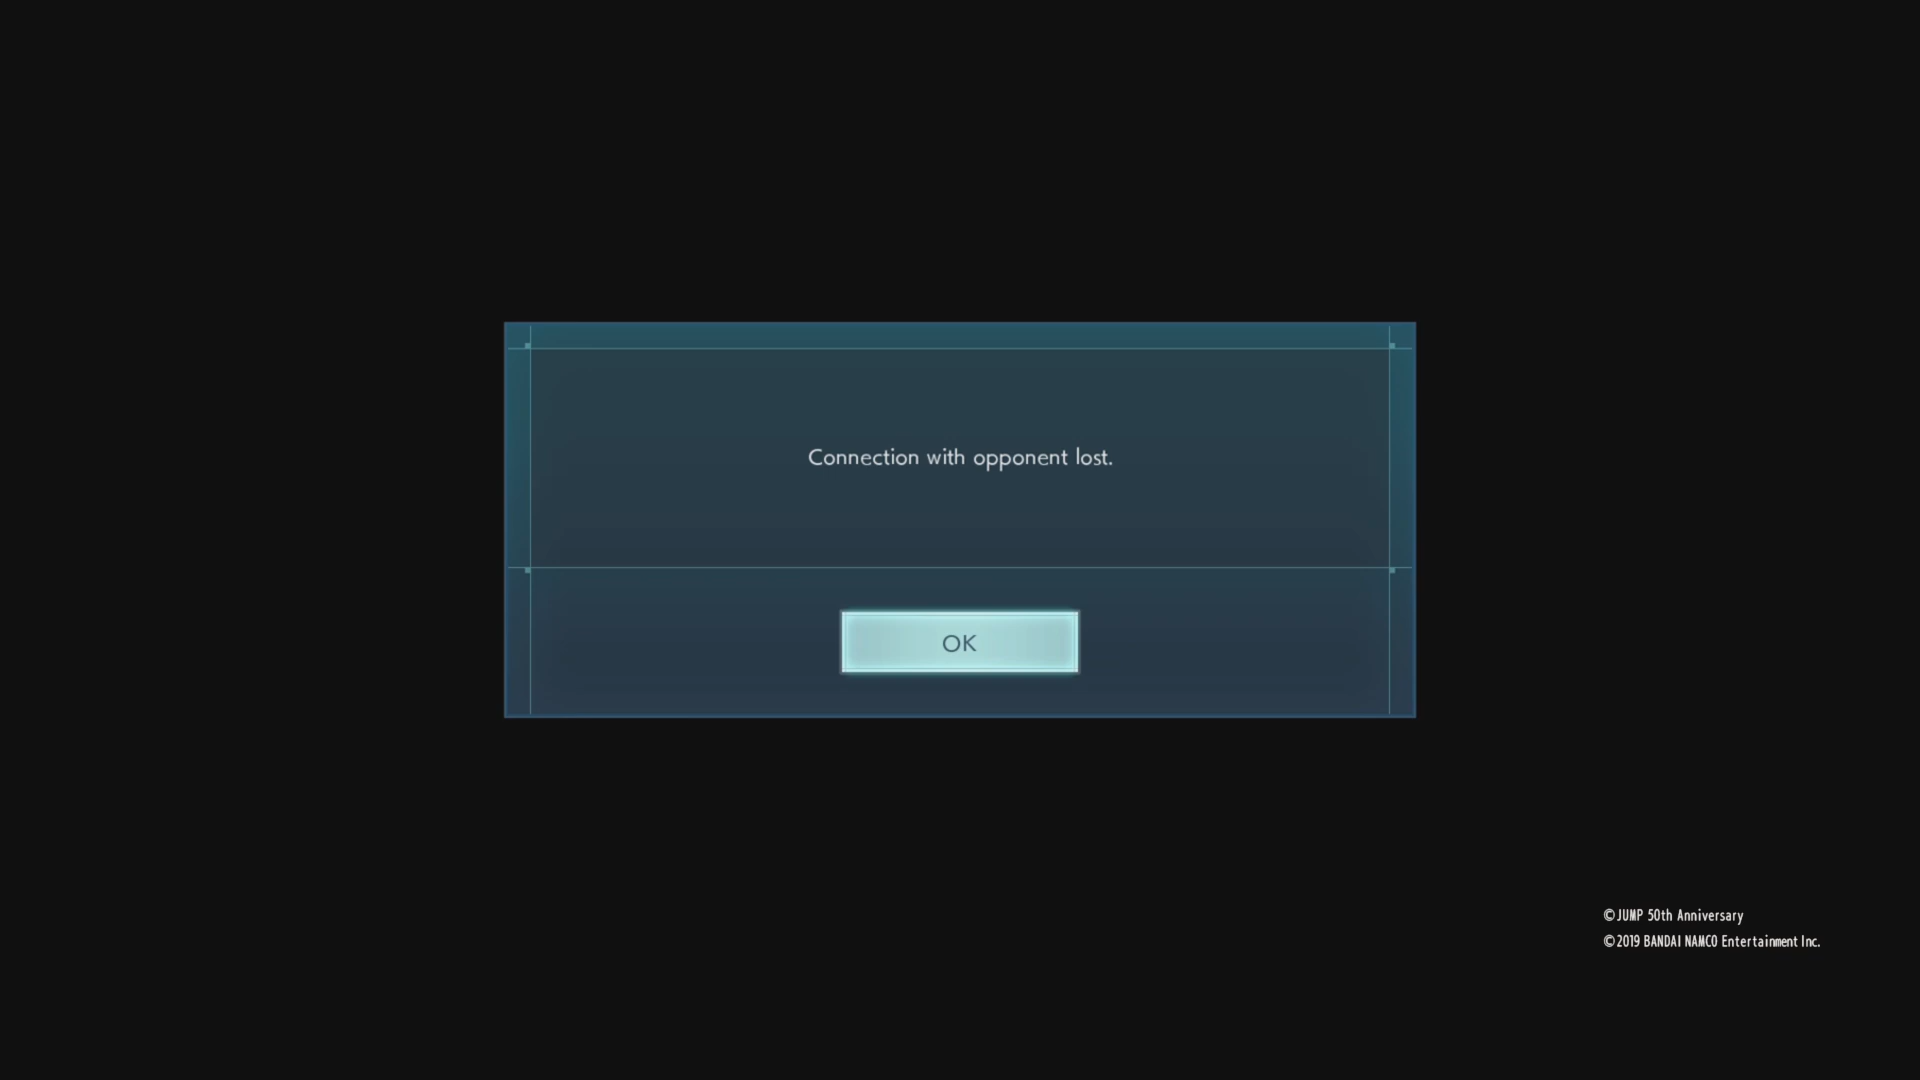 Connection with opponent lost.
OK
©JUMP 50th Anniversary
©2019 BANDAI NAMCO Entertainment Inc.